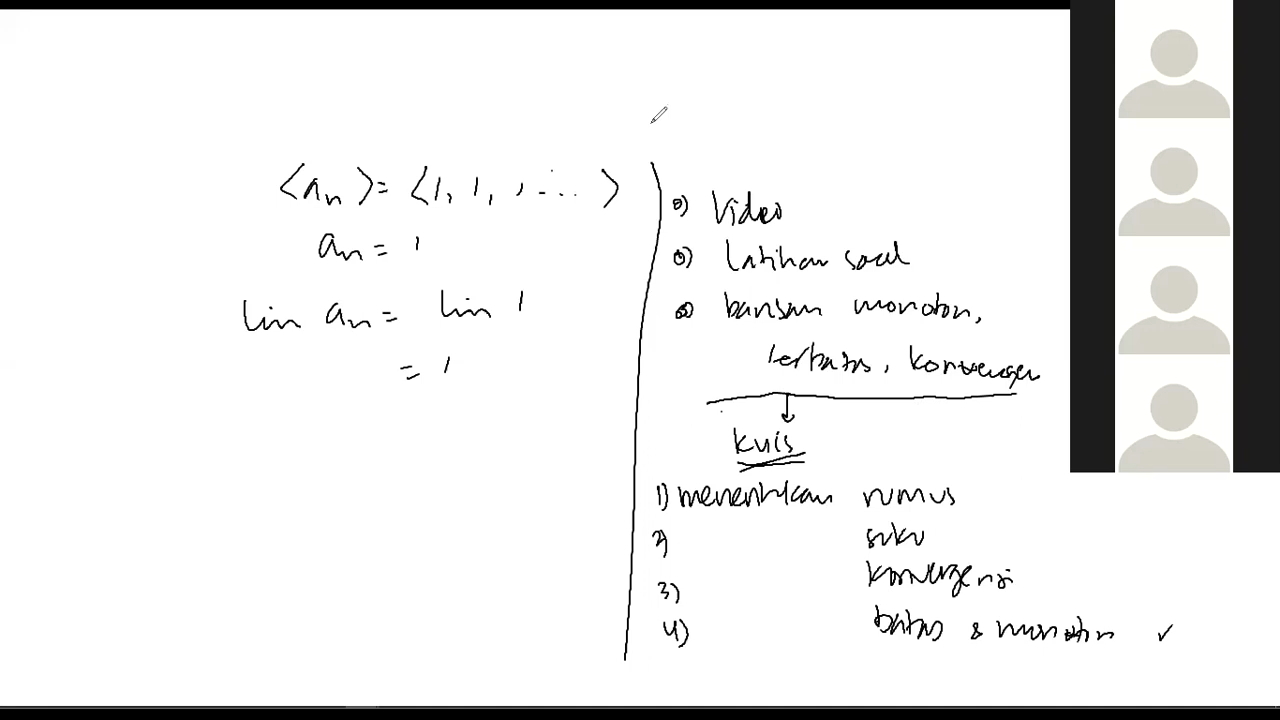 <an> = <1, 1, , ..... >
an = 1
lim an = lim 1
= 1
o) Video
o) Latihan soal
o) barisan monoton,
terbatas, konvergen
kuis
1) menentukan rumus
2) suku
3) konvergensi
4) batas & monoton ✓